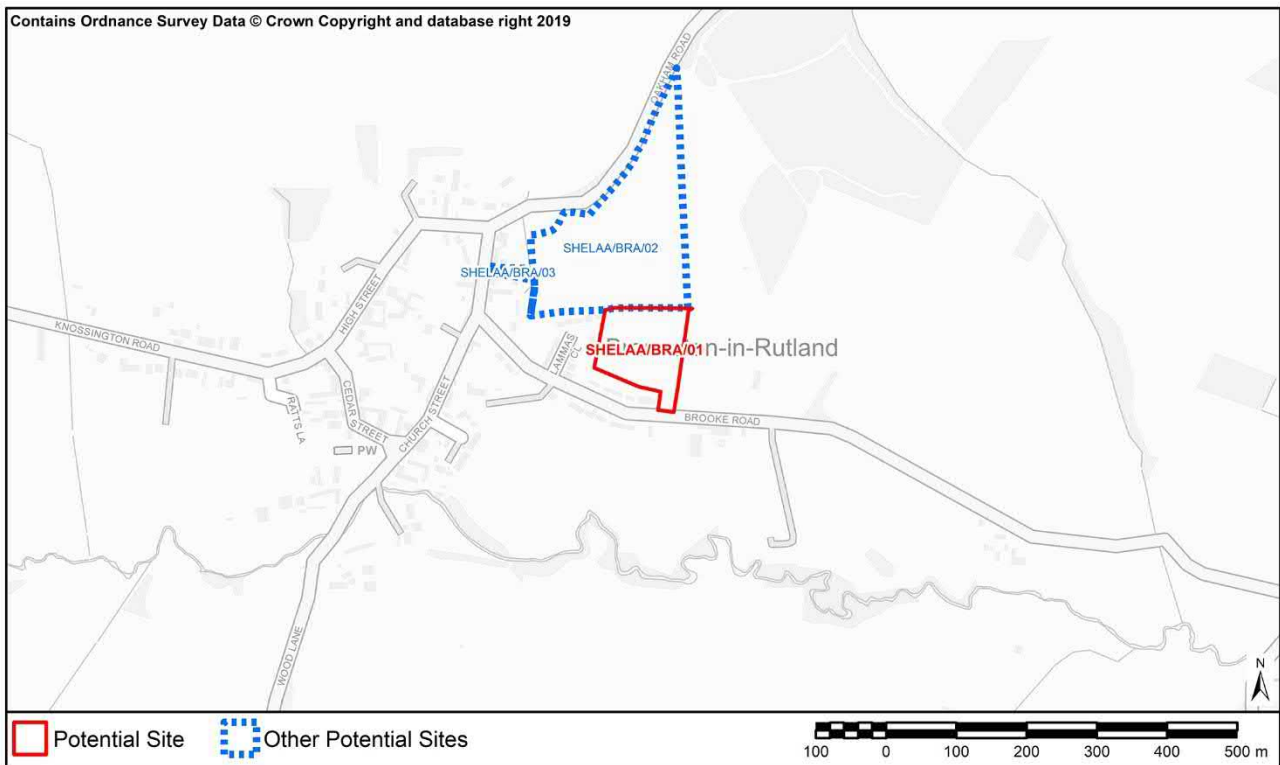 Contains Ordnance Survey Data © Crown Copyright and database right 2019
OAKHAM ROAD
SHELAA/BRA/02
SHELAA/BRA/03
HIGH STREET
KNOSSINGTON ROAD
LAMMAS
CL
SHELAA/BRA/01
n-in-Rutland
CEDAR STREET
RATTS LA
CHURCH STREET
BROOKE ROAD
PW
WOOD LANE
N
Potential Site
Other Potential Sites
100 0 100 200 300 400 500 m